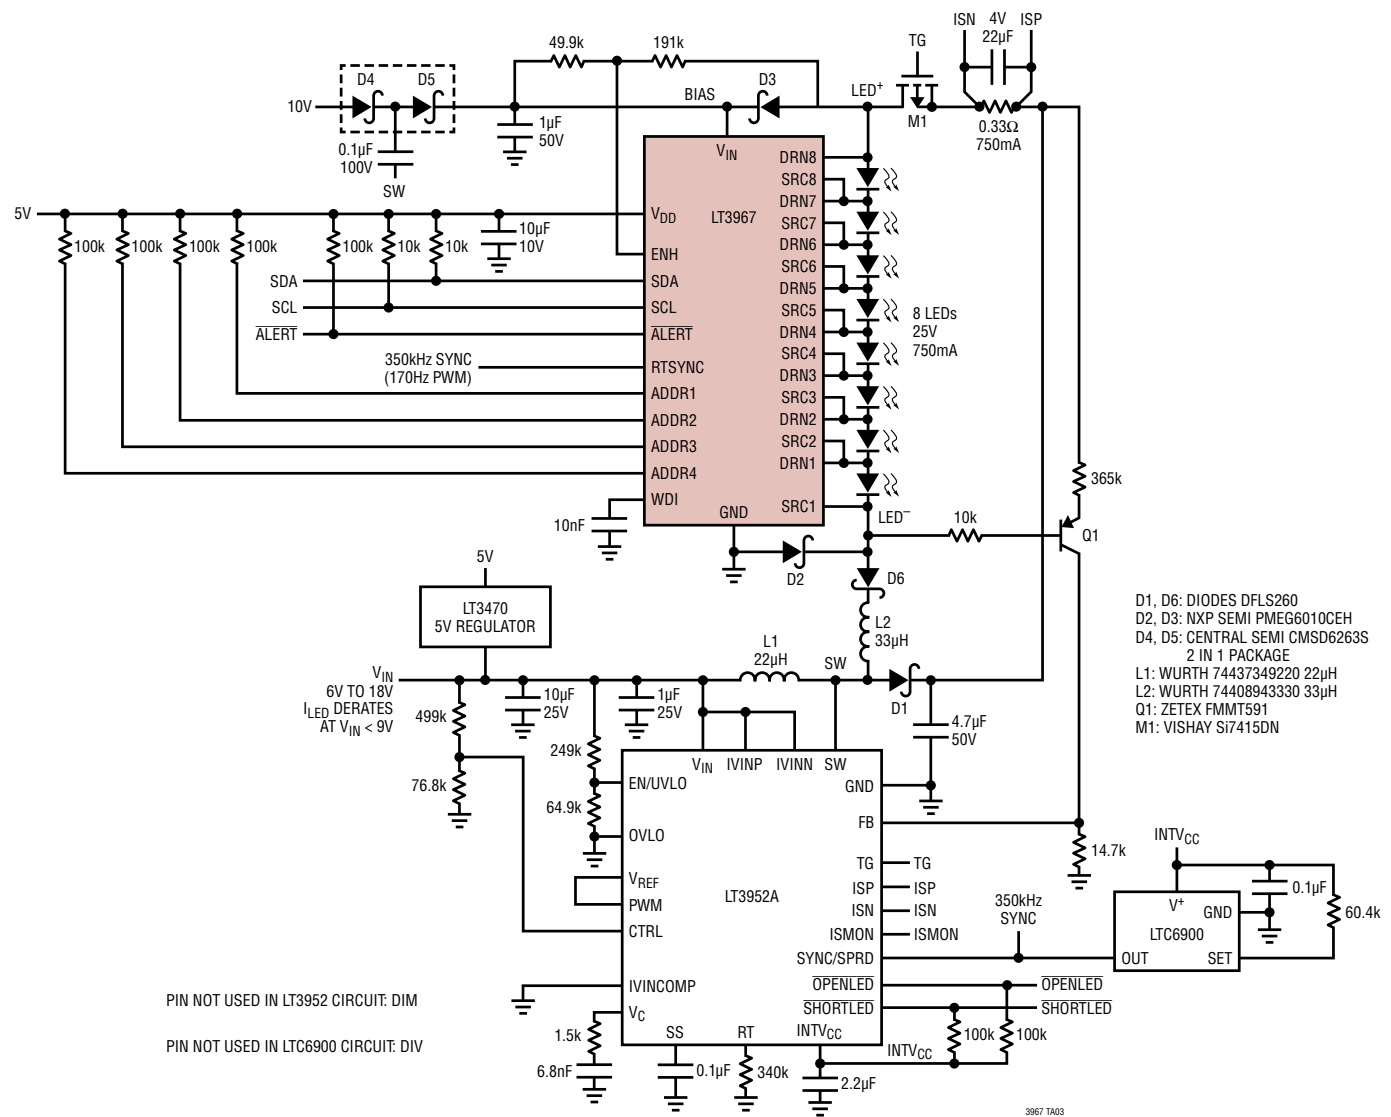 ISN
4V
22µF
ISP
49.9k
191k
TG
D4
D5
D3
LED+
BIAS
10V
M1
0.33Ω
750mA
1µF
50V
0.1µF
100V
SW
VIN
DRN8
SRC8
DRN7
SRC7
DRN6
SRC6
DRN5
SRC5
DRN4
SRC4
DRN3
SRC3
DRN2
SRC2
DRN1
SRC1
5V
VDD
LT3967
100k
100k
100k
100k
100k
10k
10k
10µF
10V
ENH
SDA
SDA
SCL
SCL
ALERT
ALERT
350kHz SYNC
(170Hz PWM)
RTSYNC
ADDR1
ADDR2
ADDR3
ADDR4
WDI
10nF
GND
8 LEDs
25V
750mA
365k
LED–
10k
Q1
D2
D6
5V
LT3470
5V REGULATOR
L2
33µH
L1
22µH
SW
D1
D1, D6: DIODES DFLS260
D2, D3: NXP SEMI PMEG6010CEH
D4, D5: CENTRAL SEMI CMSD6263S
2 IN 1 PACKAGE
L1: WURTH 74437349220 22µH
L2: WURTH 74408943330 33µH
Q1: ZETEX FMMT591
M1: VISHAY Si7415DN
VIN
6V TO 18V
ILED DERATES
AT VIN < 9V
499k
10µF
25V
1µF
25V
4.7µF
50V
76.8k
249k
64.9k
VIN
IVINP
IVINN
SW
EN/UVLO
GND
OVLO
FB
VREF
PWM
LT3952A
TG
TG
ISP
ISP
ISN
ISN
ISMON
ISMON
CTRL
SYNC/SPRD
350kHz
SYNC
14.7k
INTVCC
0.1µF
60.4k
V+
GND
LTC6900
OUT
SET
IVINCOMP
OPENLED
OPENLED
SHORTLED
SHORTLED
VC
SS
RT
INTVCC
INTVCC
100k
100k
1.5k
6.8nF
0.1µF
340k
2.2µF
PIN NOT USED IN LT3952 CIRCUIT: DIM
PIN NOT USED IN LTC6900 CIRCUIT: DIV
3967 TA03